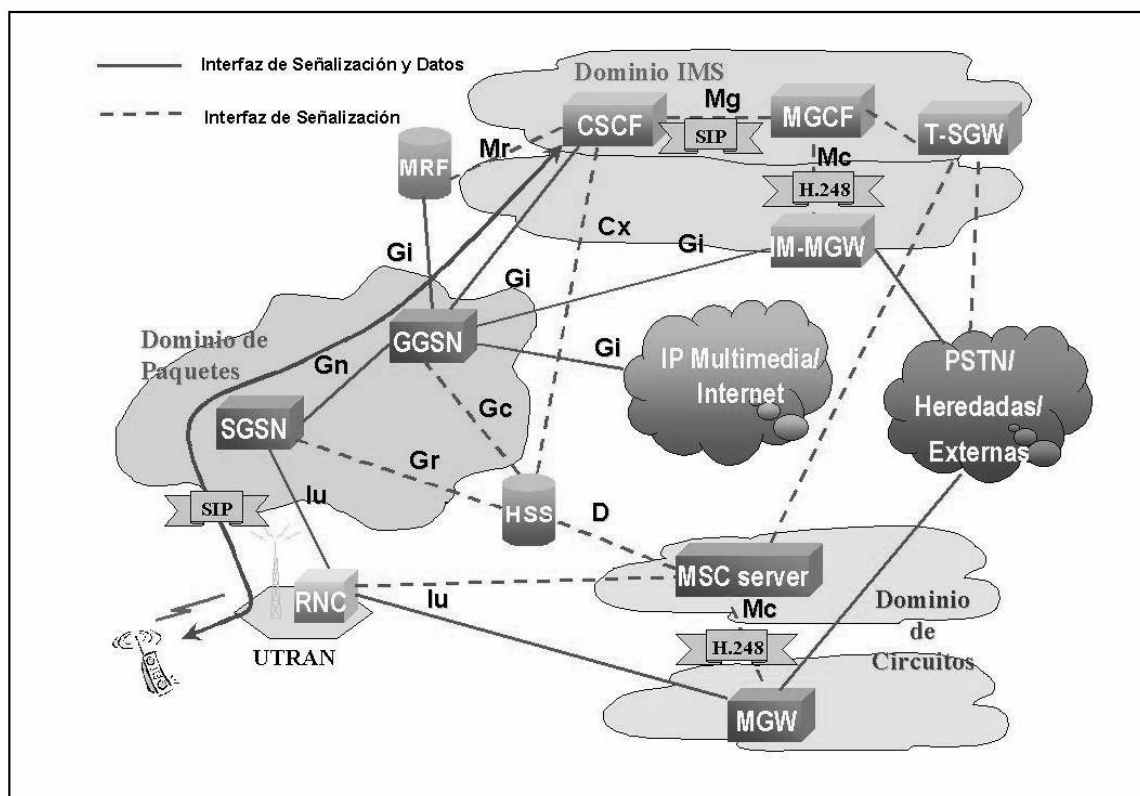 Interfaz de Señalización y Datos
Interfaz de Señalización
Dominio IMS
CSCF
Mg
SIP
MGCF
T-SGW
Mr
MRF
Mc
H.248
Cx
Gi
IM-MGW
Gi
Gi
Dominio de
Paquetes
GGSN
Gi
IP Multimedia/
Internet
PSTN/
Heredadas/
Externas
Gn
SGSN
Gc
Gr
Iu
SIP
HSS
D
MSC server
RNC
Iu
Mc
UTRAN
H.248
Dominio
de
Circuitos
MGW